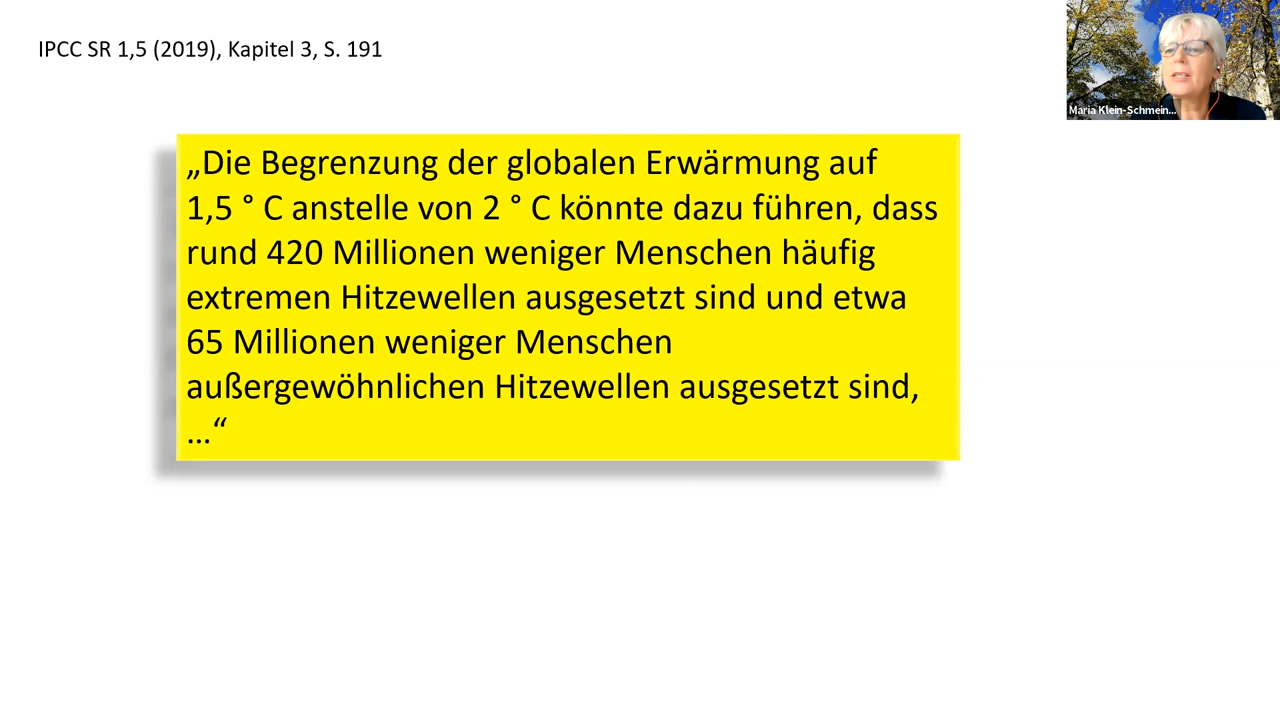 IPCC SR 1,5 (2019), Kapitel 3, S. 191
Maria Klein-Schmein...
„Die Begrenzung der globalen Erwärmung auf
1,5 ° C anstelle von 2 ° C könnte dazu führen, dass
rund 420 Millionen weniger Menschen häufig
extremen Hitzewellen ausgesetzt sind und etwa
65 Millionen weniger Menschen
außergewöhnlichen Hitzewellen ausgesetzt sind,
…“